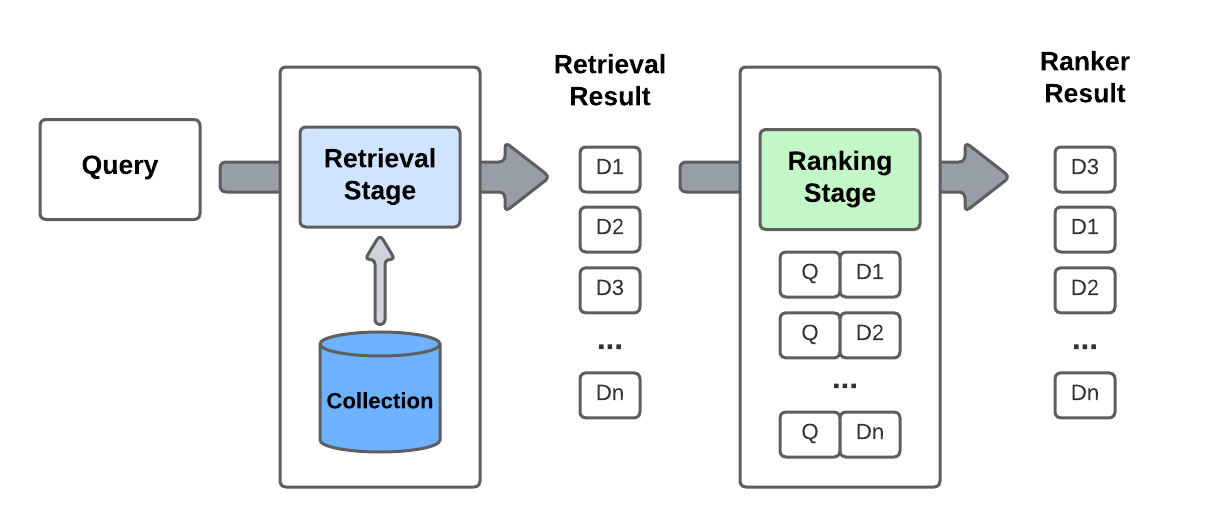 Query
Retrieval
Stage
Collection
Retrieval
Result
D1
D2
D3
...
Dn
Ranking
Stage
Q D1
Q D2
...
Q Dn
Ranker
Result
D3
D1
D2
...
Dn